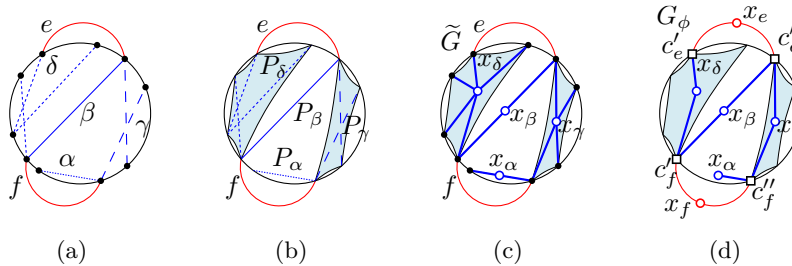 e
δ
β
α
γ
f
(a)
e
P_δ
P_β
P_γ
P_α
f
(b)
G̃
e
x_δ
x_β
x_γ
x_α
f
(c)
G_ϕ
x_e
c'_e
x_δ
x_β
x
x_α
c'_f
c''_f
x_f
(d)